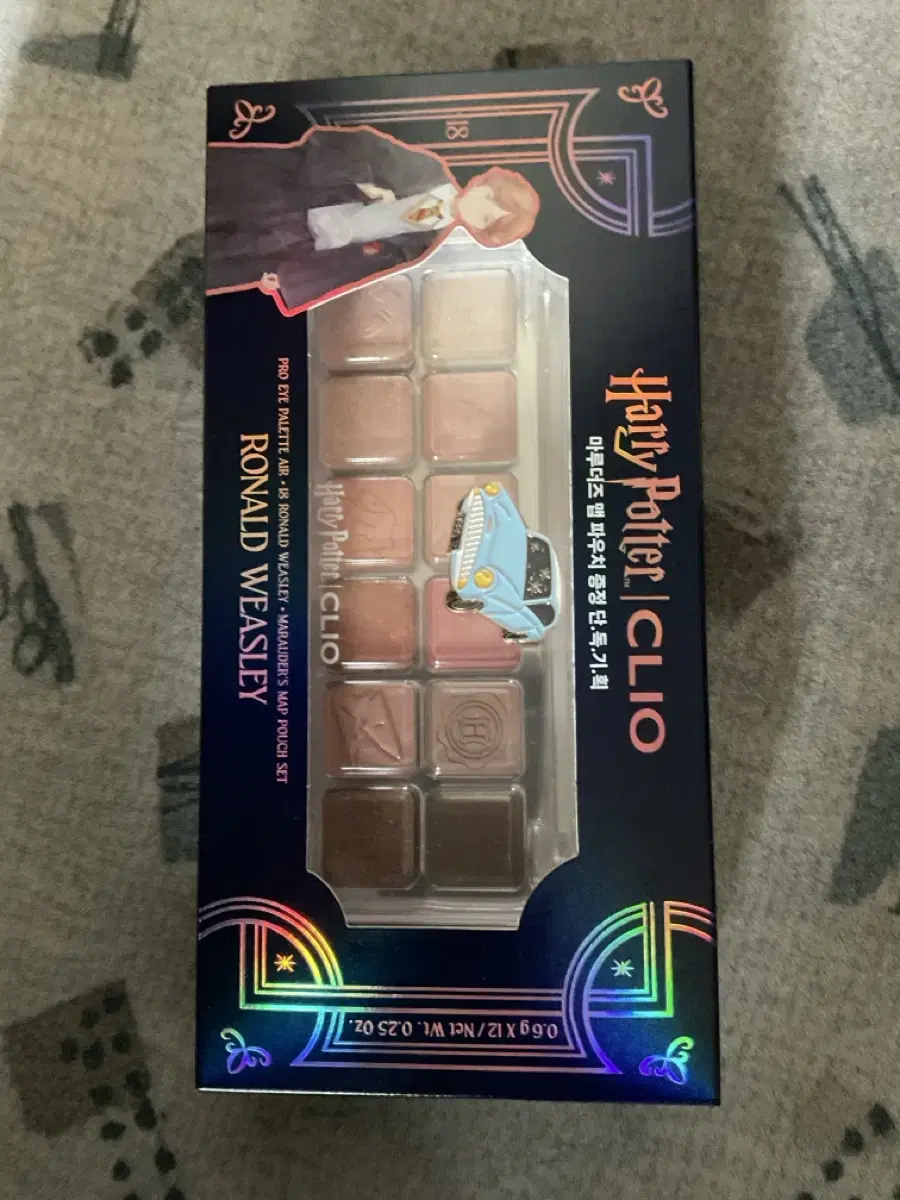 18
Harry Potter™ | CLIO
마루더즈 맵 파우치 증정 단.독.기.획
Harry Potter | CLIO
H
PRO EYE PALETTE AIR • 18 RONALD WEASLEY • MARAUDER'S MAP POUCH SET
RONALD WEASLEY
0.6 g X 12 / Net Wt. 0.25 Oz.